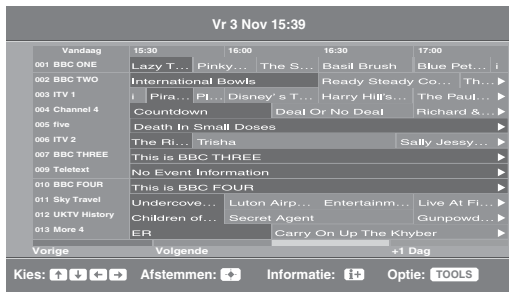 Vr 3 Nov 15:39
Vandaag 15:30 16:00 16:30 17:00
001 BBC ONE Lazy T... Pinky... The S... Basil Brush Blue Pet... i
002 BBC TWO International Bowls Ready Steady Co... Th...
003 ITV 1 i Pira... Pl... Disney's T... Harry Hill's... The Paul...
004 Channel 4 Countdown Deal Or No Deal Richard &...
005 five Death In Small Doses
006 ITV 2 The Ri... Trisha Sally Jessy...
007 BBC THREE This is BBC THREE
009 Teletext No Event Information
010 BBC FOUR This is BBC FOUR
011 Sky Travel Undercove... Luton Airp... Entertainm... Live At Fi...
012 UKTV History Children of... Secret Agent Gunpowd...
013 More 4 ER Carry On Up The Khyber
Vorige Volgende +1 Dag
Kies: ↑ ↓ ← → Afstemmen: Informatie: i+ Optie: TOOLS